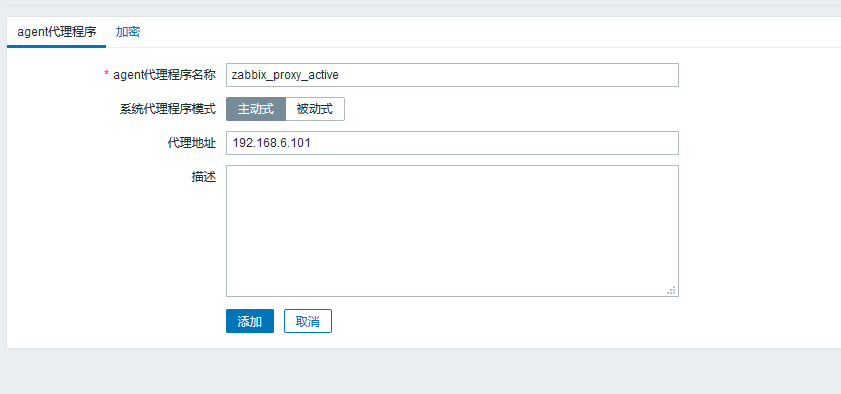 agent代理程序 加密
* agent代理程序名称 zabbix_proxy_active
系统代理程序模式 主动式 被动式
代理地址 192.168.6.101
描述
添加 取消